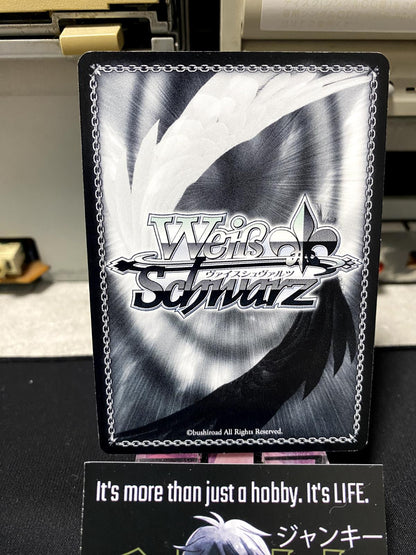 Weiß
ヴァイスシュヴァルツ
Schwarz
©bushiroad All Rights Reserved.
It's more than just a hobby. It's LIFE.
ジャンキー